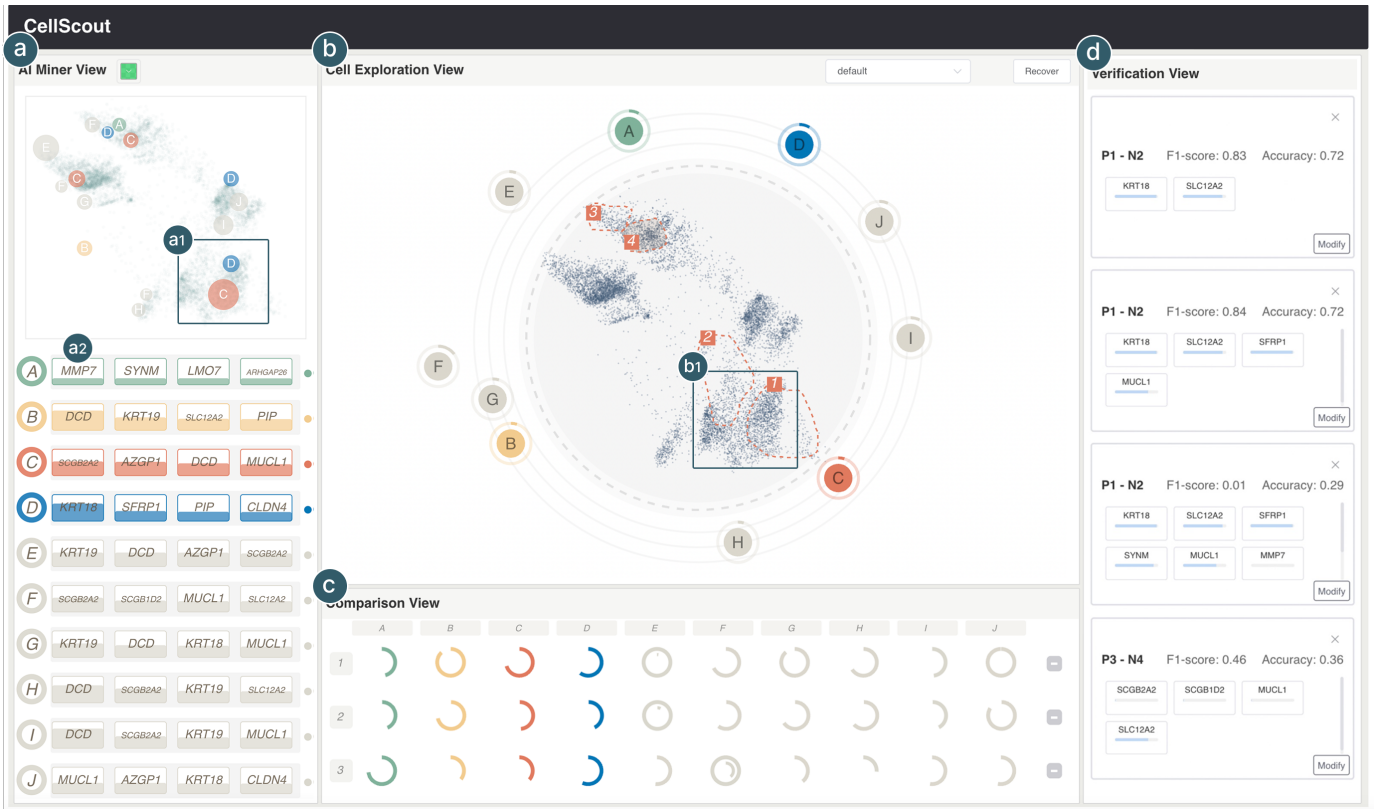 CellScout
a
AI Miner View
F
A
D
C
E
C
F
G
D
J
I
B
a1
D
C
F
H
a2
A MMP7 SYNM LMO7 ARHGAP26
B DCD KRT19 SLC12A2 PIP
C SCGB2A2 AZGP1 DCD MUCL1
D KRT18 SFRP1 PIP CLDN4
E KRT19 DCD AZGP1 SCGB2A2
F SCGB2A2 SCGB1D2 MUCL1 SLC12A2
G KRT19 DCD KRT18 MUCL1
H DCD SCGB2A2 KRT19 SLC12A2
I DCD SCGB2A2 KRT19 MUCL1
J MUCL1 AZGP1 KRT18 CLDN4
b
Cell Exploration View
default
Recover
A
D
E
J
3
4
2
I
b1
F
1
G
B
C
H
c
Comparison View
A B C D E F G H I J
1
2
3
d
Verification View
P1 - N2 F1-score: 0.83 Accuracy: 0.72
KRT18 SLC12A2
Modify
P1 - N2 F1-score: 0.84 Accuracy: 0.72
KRT18 SLC12A2 SFRP1
MUCL1
Modify
P1 - N2 F1-score: 0.01 Accuracy: 0.29
KRT18 SLC12A2 SFRP1
SYNM MUCL1 MMP7
Modify
P3 - N4 F1-score: 0.46 Accuracy: 0.36
SCGB2A2 SCGB1D2 MUCL1
SLC12A2
Modify